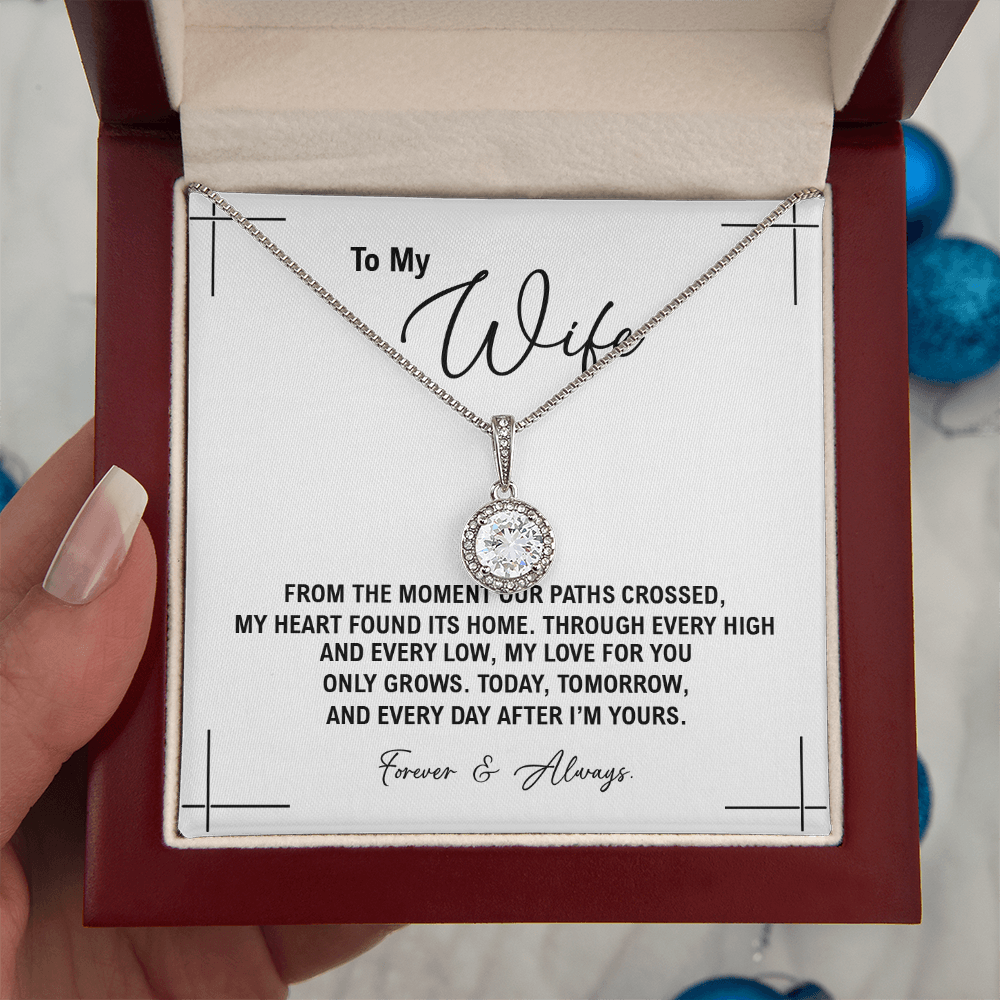 To My
Wife
FROM THE MOMENT OUR PATHS CROSSED,
MY HEART FOUND ITS HOME. THROUGH EVERY HIGH
AND EVERY LOW, MY LOVE FOR YOU
ONLY GROWS. TODAY, TOMORROW,
AND EVERY DAY AFTER I’M YOURS.
Forever & Always.